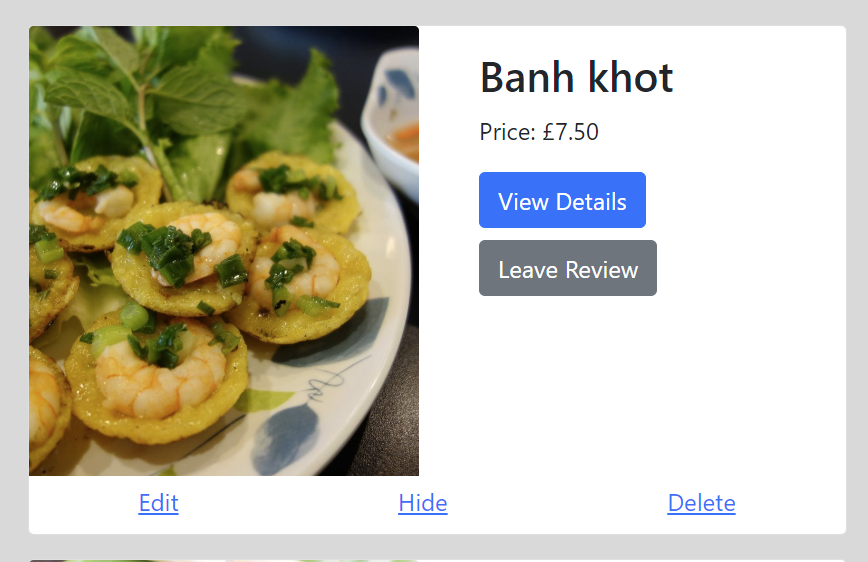 Banh khot
Price: £7.50
View Details
Leave Review
Edit
Hide
Delete